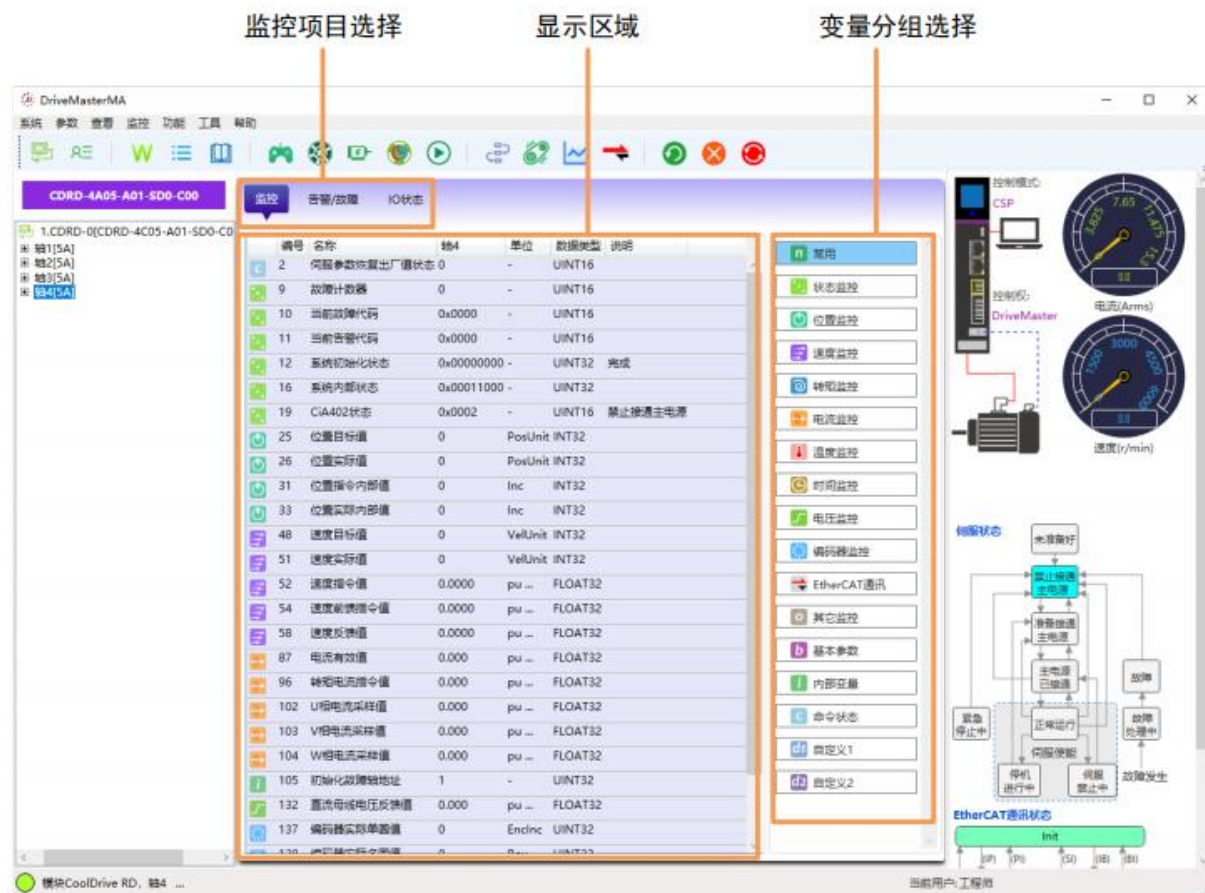 监控项目选择 显示区域 变量分组选择
DriveMasterMA
系统 参数 查看 监控 功能 工具 帮助
CDRD-4A05-A01-SD0-C00
1.CDRD-0[CDRD-4C05-A01-SD0-C0
轴1[5A]
轴2[5A]
轴3[5A]
轴4[5A]
监控 告警/故障 IO状态
编号 名称 轴4 单位 数据类型 说明
2 伺服参数恢复出厂值状态 0 - UINT16
9 故障计数器 0 - UINT16
10 当前故障代码 0x0000 - UINT16
11 当前告警代码 0x0000 - UINT16
12 系统初始化状态 0x00000000 - UINT32 完成
16 系统内部状态 0x00011000 - UINT32
19 CiA402状态 0x0002 - UINT16 禁止接通主电源
25 位置目标值 0 PosUnit INT32
26 位置实际值 0 PosUnit INT32
31 位置指令内部值 0 Inc INT32
33 位置实际内部值 0 Inc INT32
48 速度目标值 0 VelUnit INT32
51 速度实际值 0 VelUnit INT32
52 速度指令值 0.0000 pu ... FLOAT32
54 速度前馈指令值 0.0000 pu ... FLOAT32
58 速度反馈值 0.0000 pu ... FLOAT32
87 电流有效值 0.000 pu ... FLOAT32
96 转矩电流指令值 0.000 pu ... FLOAT32
102 U相电流采样值 0.000 pu ... FLOAT32
103 V相电流采样值 0.000 pu ... FLOAT32
104 W相电流采样值 0.000 pu ... FLOAT32
105 初始化故障轴地址 1 - UINT32
132 直流母线电压反馈值 0.000 pu ... FLOAT32
137 编码器实际单圈值 0 EncInc UINT32
常用
状态监控
位置监控
速度监控
转矩监控
电流监控
温度监控
时间监控
电压监控
编码器监控
EtherCAT通讯
其它监控
基本参数
内部变量
命令状态
自定义1
自定义2
控制模式:
CSP
控制权:
DriveMaster
3.825 7.65 11.475 15.3
0.0
电流(Arms)
1500 3000 4500 6000
0.0
速度(r/min)
伺服状态
未准备好
禁止接通
主电源
准备接通
主电源
主电源
已接通
故障
紧急
停止中
正常运行
故障
处理中
伺服使能
停机
进行中
伺服
禁止中
故障发生
EtherCAT通讯状态
Init
(IP) (PI) (SI) (IB) (BI)
模块CoolDrive RD, 轴4 ...
当前用户:工程师